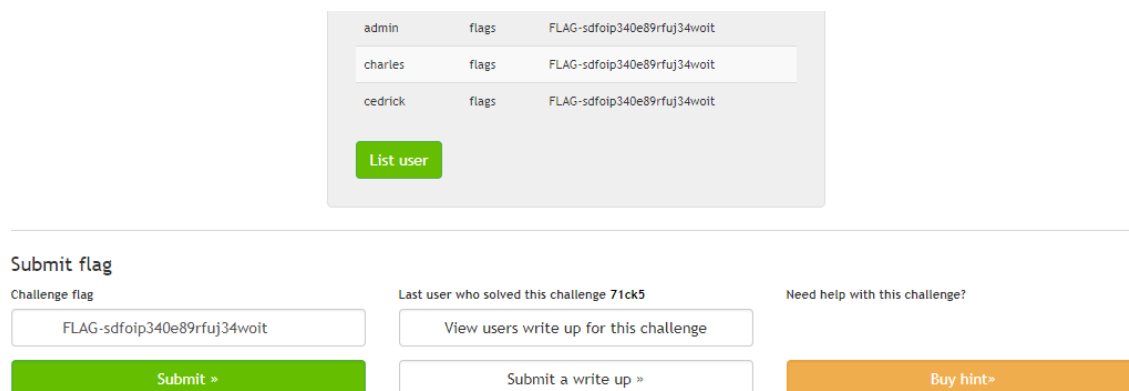 admin flags FLAG-sdfoip340e89rfuj34woit
charles flags FLAG-sdfoip340e89rfuj34woit
cedrick flags FLAG-sdfoip340e89rfuj34woit
List user
Submit flag
Challenge flag Last user who solved this challenge 71ck5 Need help with this challenge?
FLAG-sdfoip340e89rfuj34woit View users write up for this challenge
Submit » Submit a write up » Buy hint»